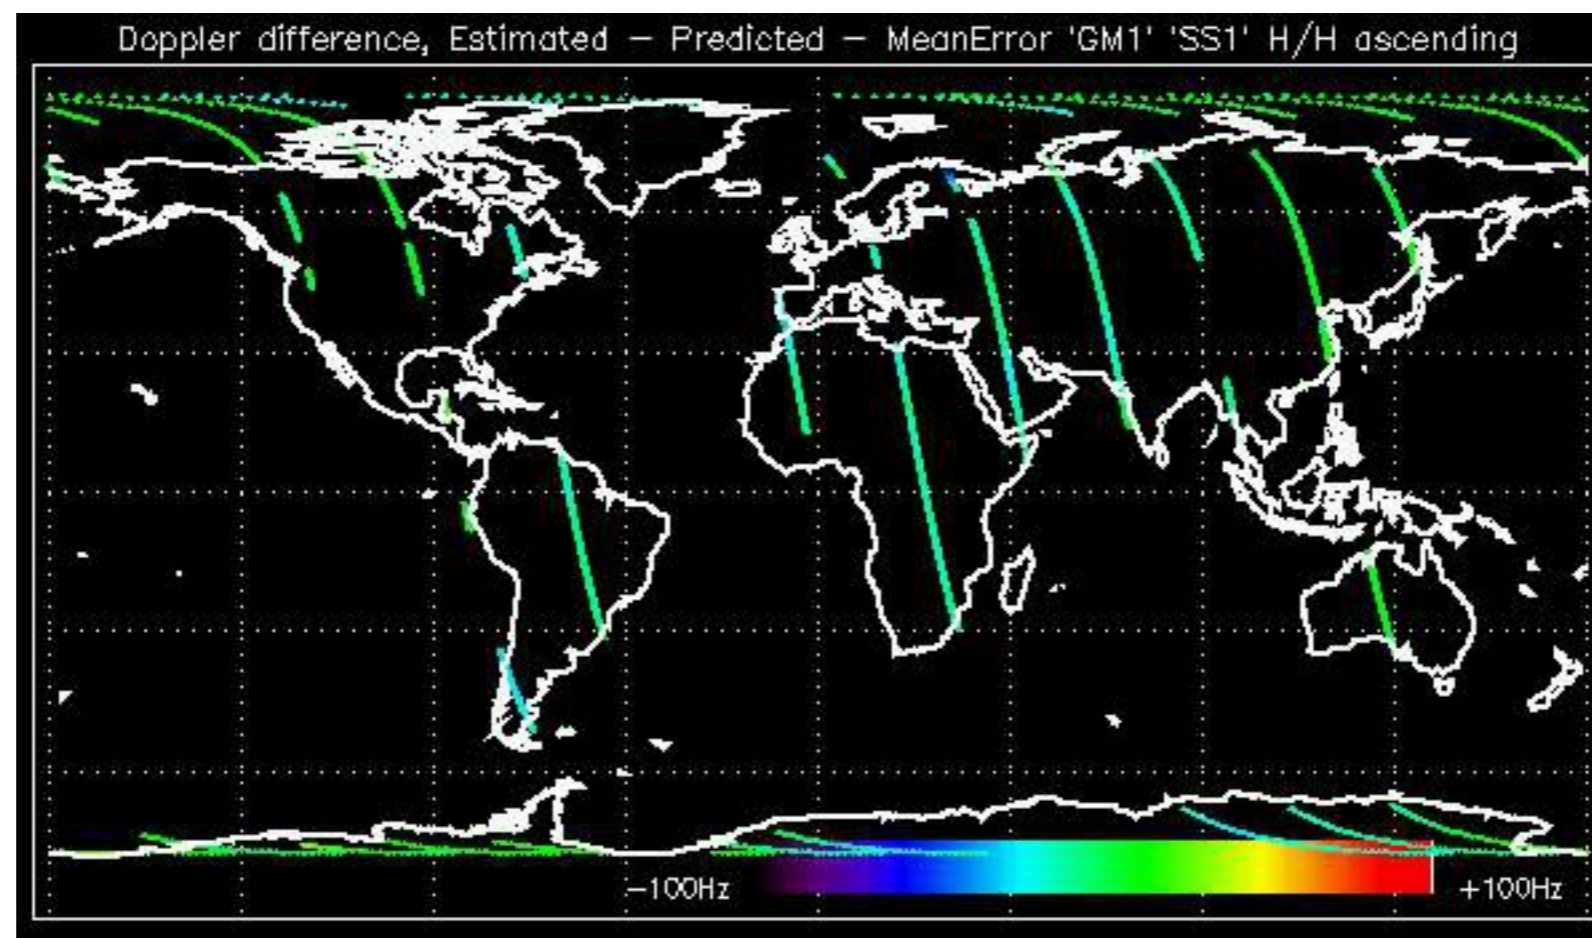 Doppler difference, Estimated – Predicted – MeanError 'GM1' 'SS1' H/H ascending
–100Hz +100Hz